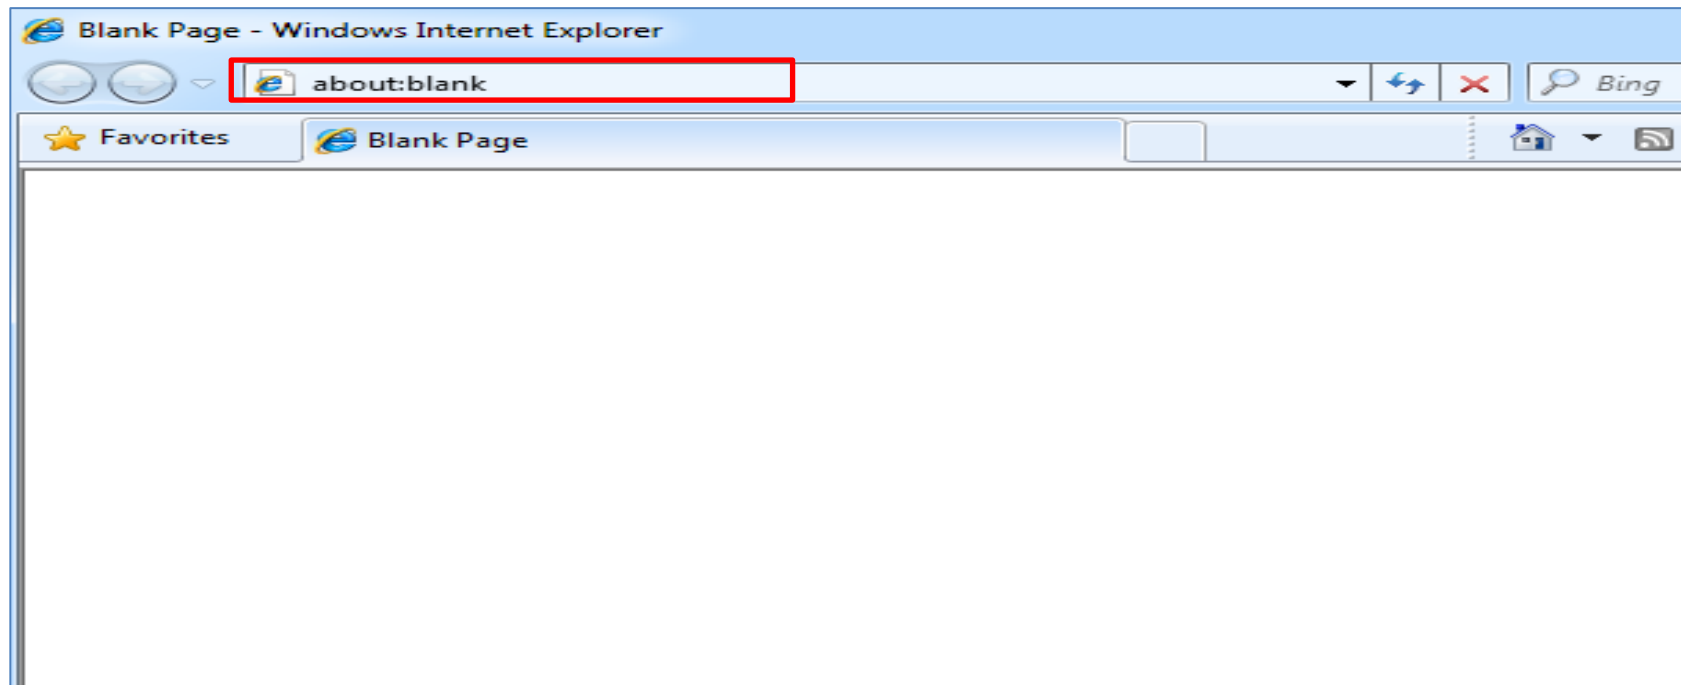 Blank Page - Windows Internet Explorer
about:blank
Bing
Favorites
Blank Page